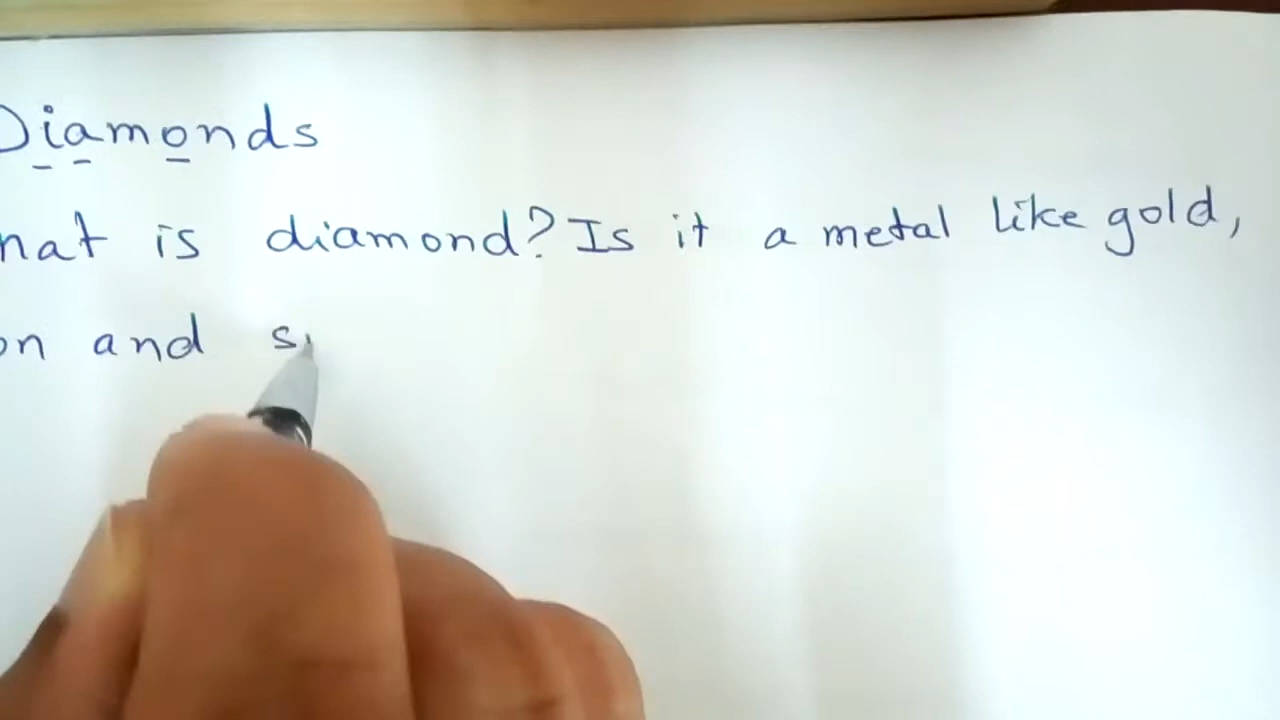 Diamonds
hat is diamond? Is it a metal like gold,
on and s